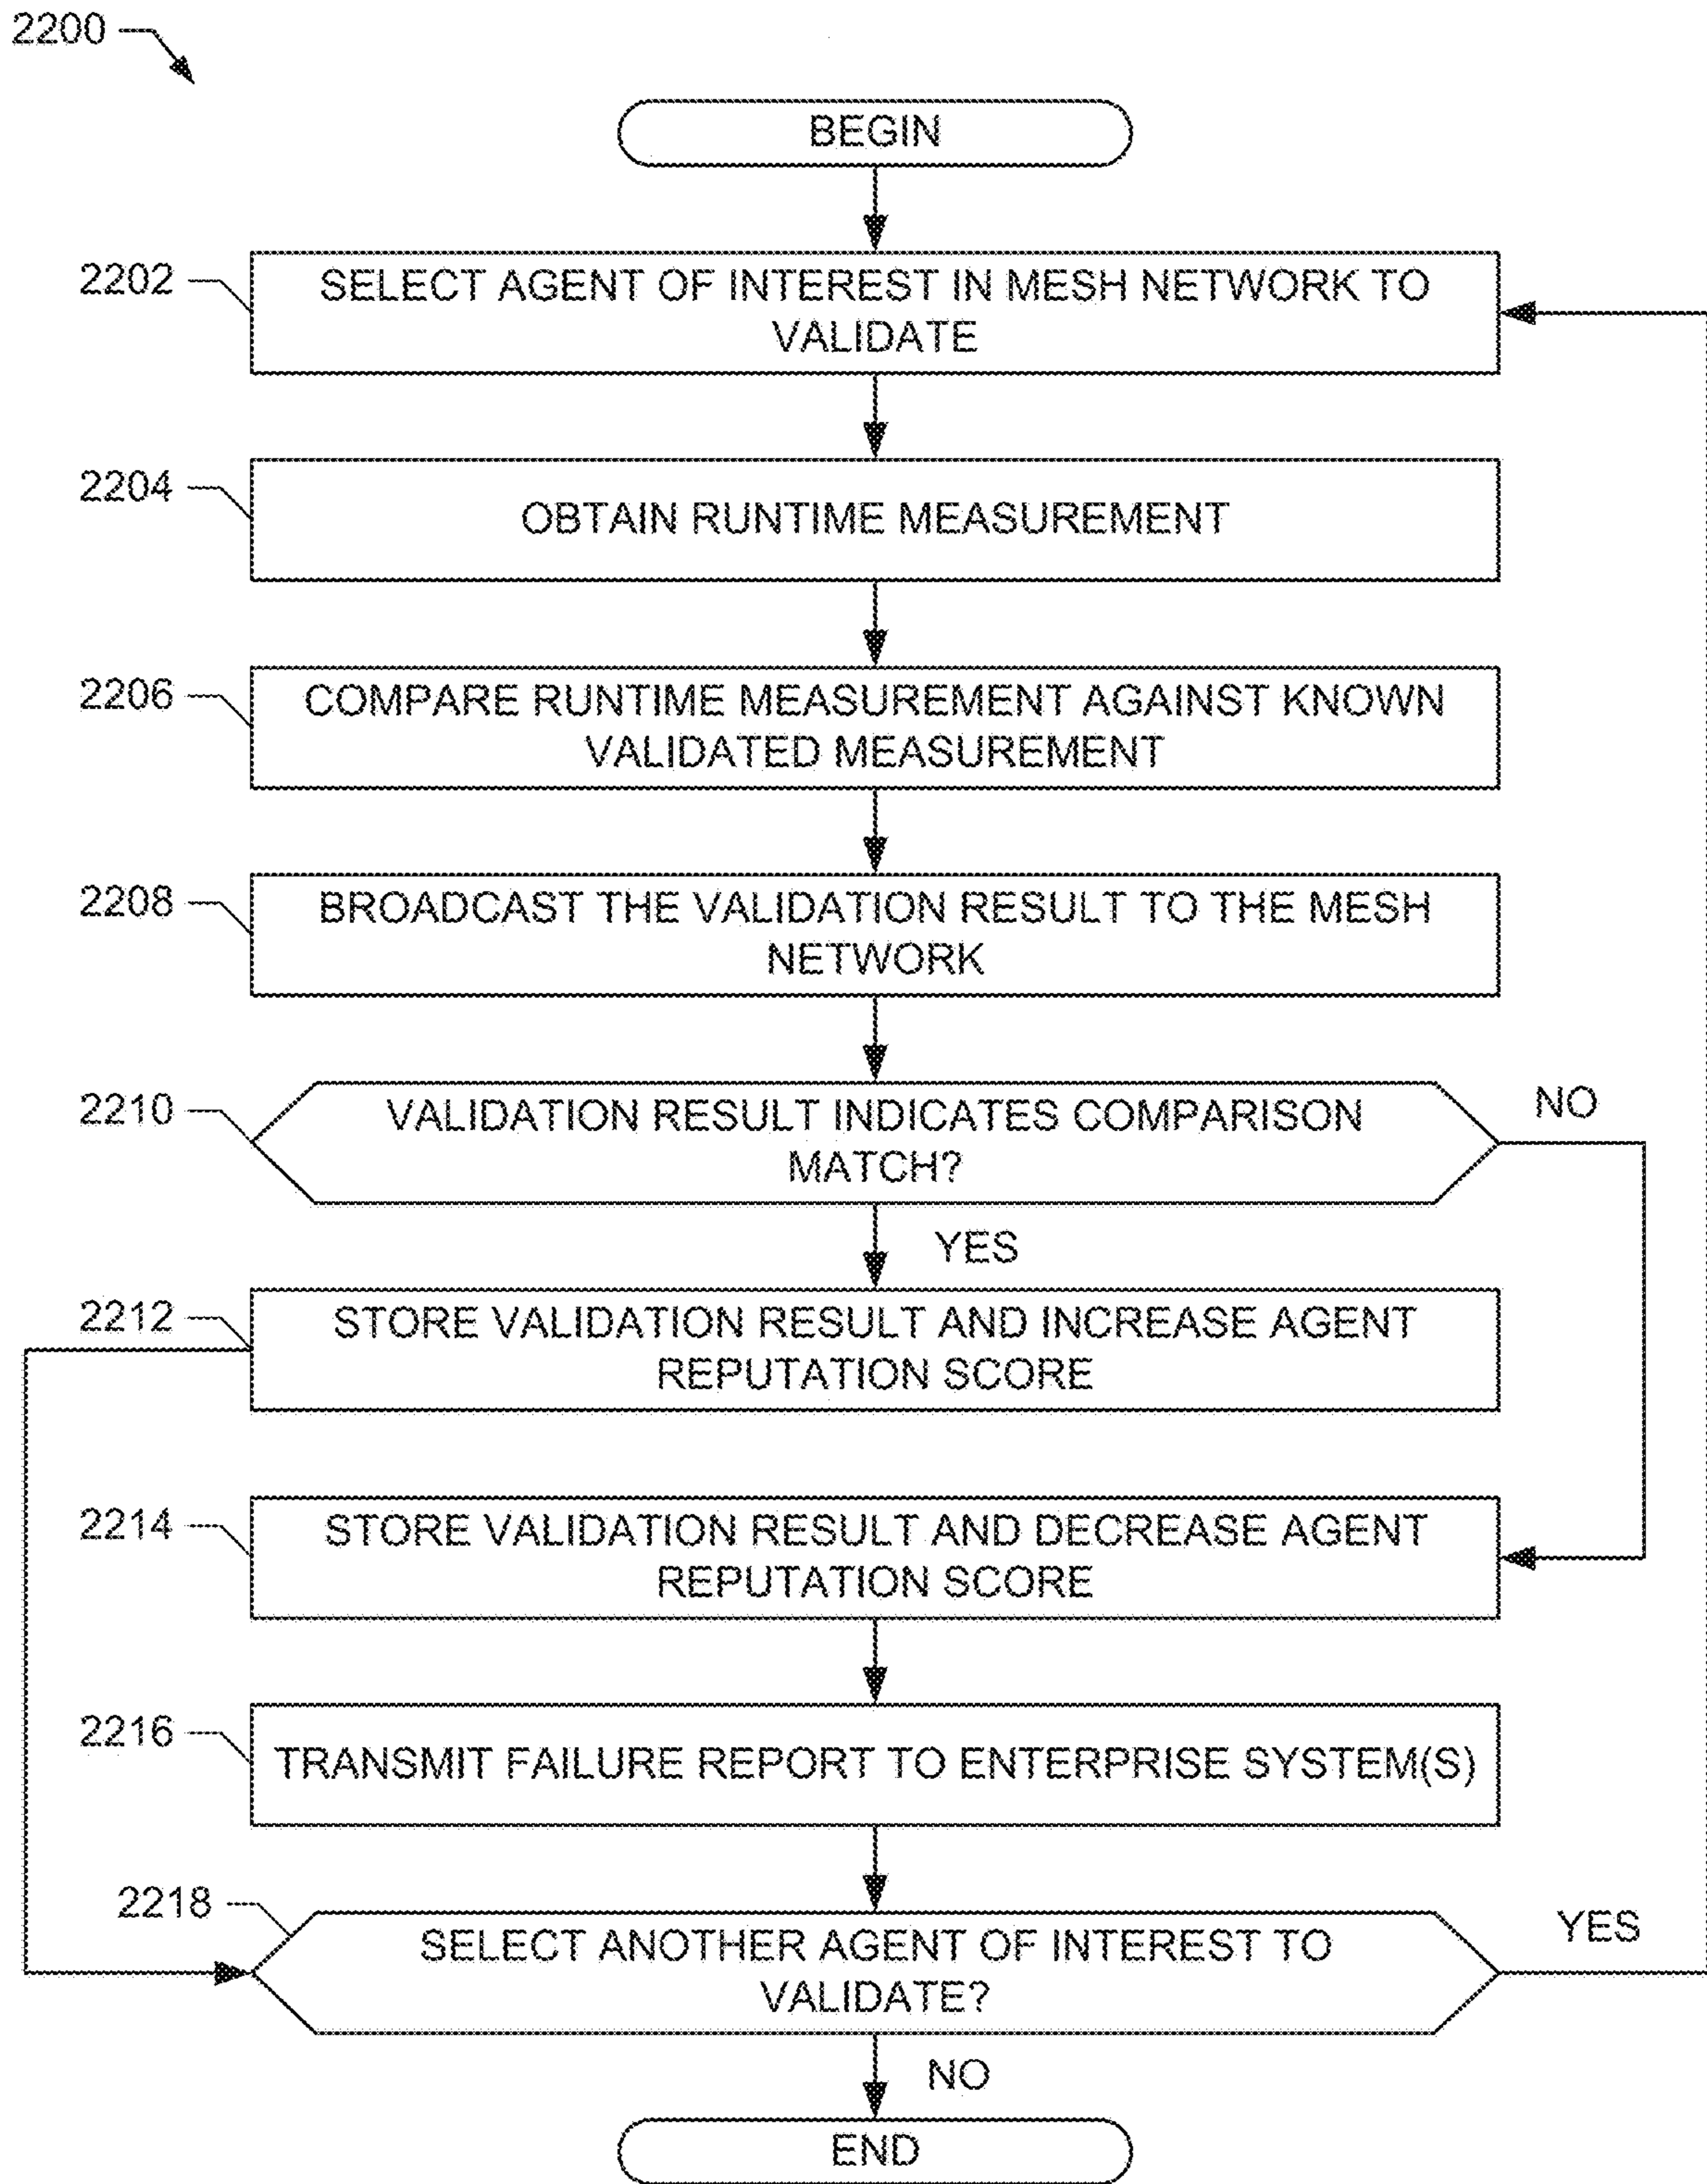 2200
BEGIN
2202
SELECT AGENT OF INTEREST IN MESH NETWORK TO
VALIDATE
2204
OBTAIN RUNTIME MEASUREMENT
2206
COMPARE RUNTIME MEASUREMENT AGAINST KNOWN
VALIDATED MEASUREMENT
2208
BROADCAST THE VALIDATION RESULT TO THE MESH
NETWORK
2210
VALIDATION RESULT INDICATES COMPARISON
MATCH?
NO
YES
2212
STORE VALIDATION RESULT AND INCREASE AGENT
REPUTATION SCORE
2214
STORE VALIDATION RESULT AND DECREASE AGENT
REPUTATION SCORE
2216
TRANSMIT FAILURE REPORT TO ENTERPRISE SYSTEM(S)
2218
SELECT ANOTHER AGENT OF INTEREST TO
VALIDATE?
YES
NO
END